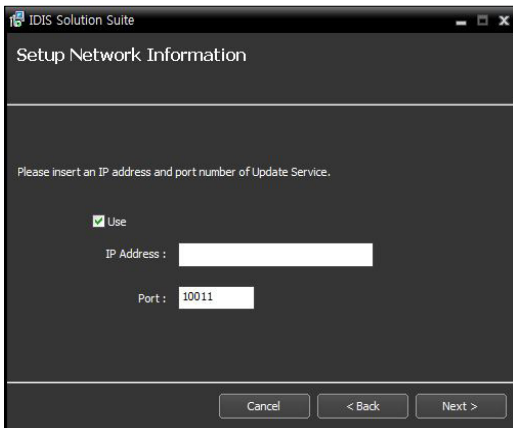 IDIS Solution Suite
Setup Network Information
Please insert an IP address and port number of Update Service.
Use
IP Address :
Port : 10011
Cancel < Back Next >